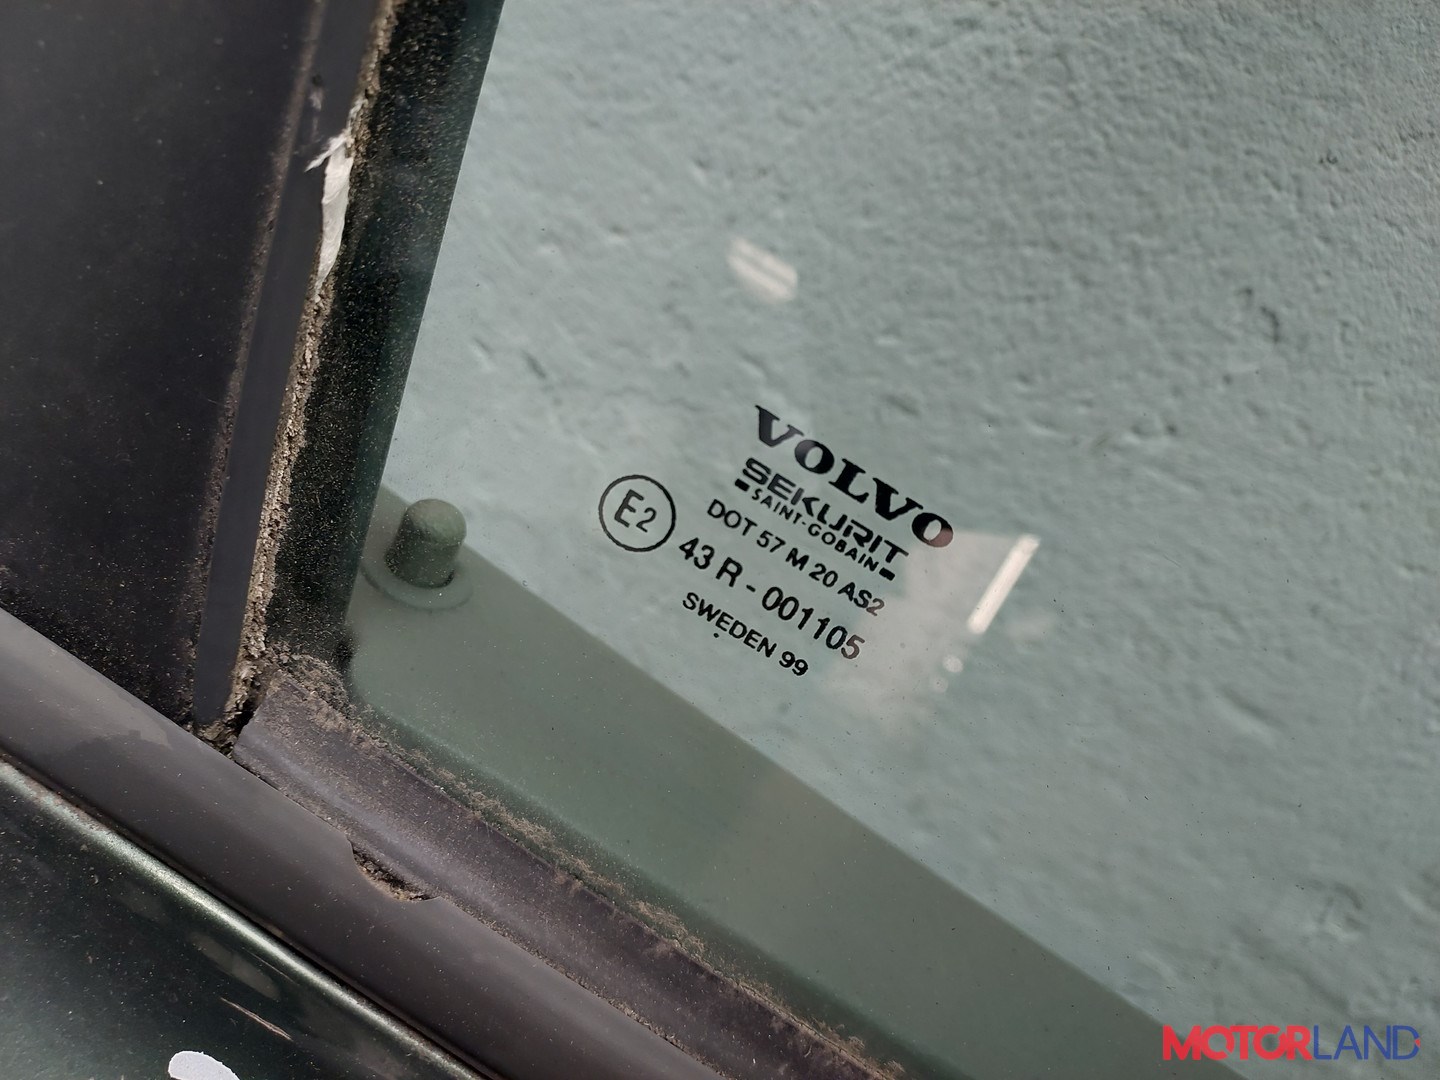 VOLVO
SEKURIT
SAINT-GOBAIN
DOT 57 M 20 AS2
E2 43 R - 001105
SWEDEN 99
MOTORLAND